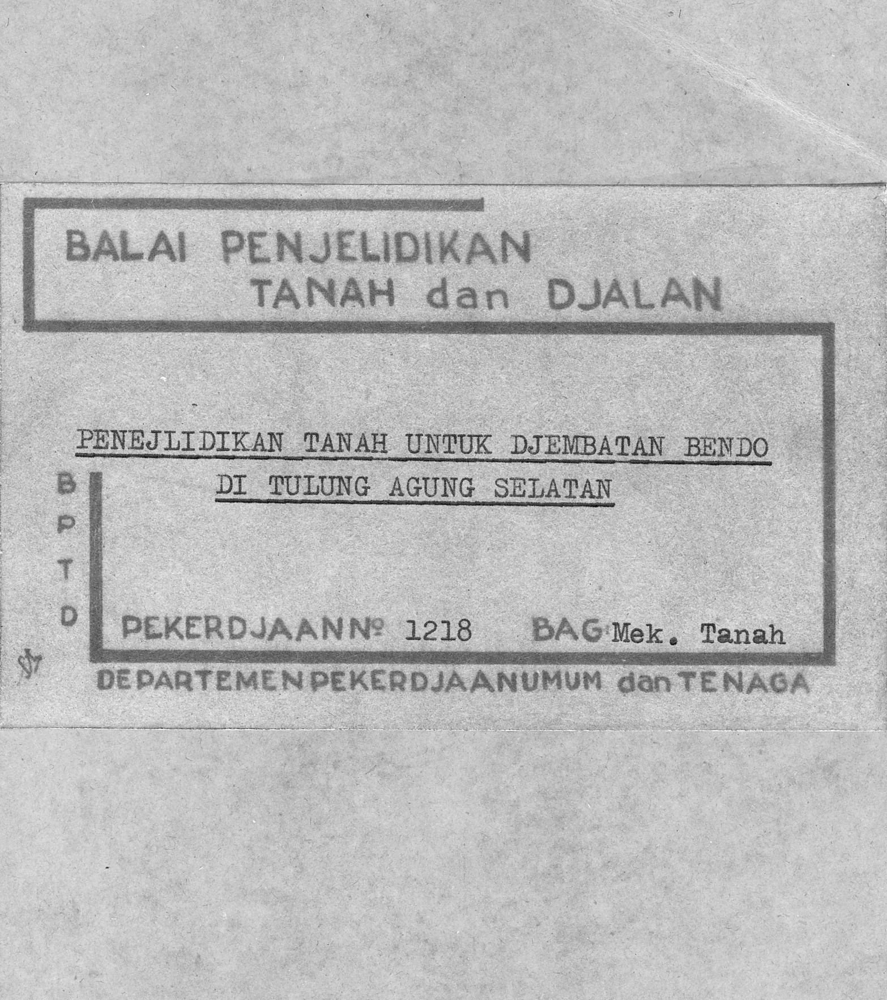 BALAI PENJELIDIKAN
TANAH dan DJALAN
PENEJLIDIKAN TANAH UNTUK DJEMBATAN BENDO
DI TULUNG AGUNG SELATAN
B
P
T
D
PEKERDJAAN Nº 1218 BAG: Mek. Tanah
DEPARTEMEN PEKERDJAAN UMUM dan TENAGA